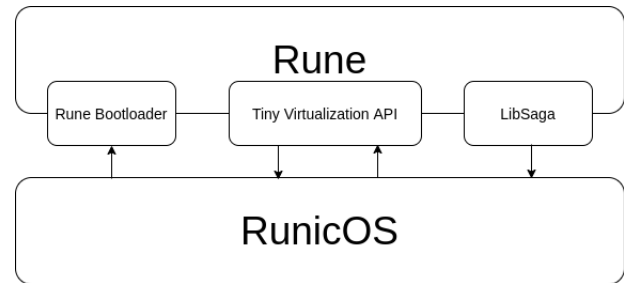 Rune
Rune Bootloader
Tiny Virtualization API
LibSaga
RunicOS